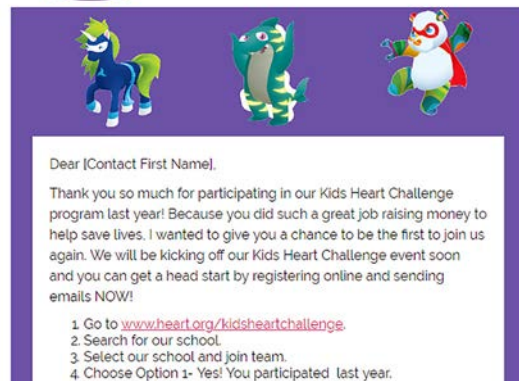 Dear [Contact First Name],
Thank you so much for participating in our Kids Heart Challenge
program last year! Because you did such a great job raising money to
help save lives, I wanted to give you a chance to be the first to join us
again. We will be kicking off our Kids Heart Challenge event soon
and you can get a head start by registering online and sending
emails NOW!
1. Go to www.heart.org/kidsheartchallenge.
2. Search for our school.
3. Select our school and join team.
4. Choose Option 1- Yes! You participated last year.